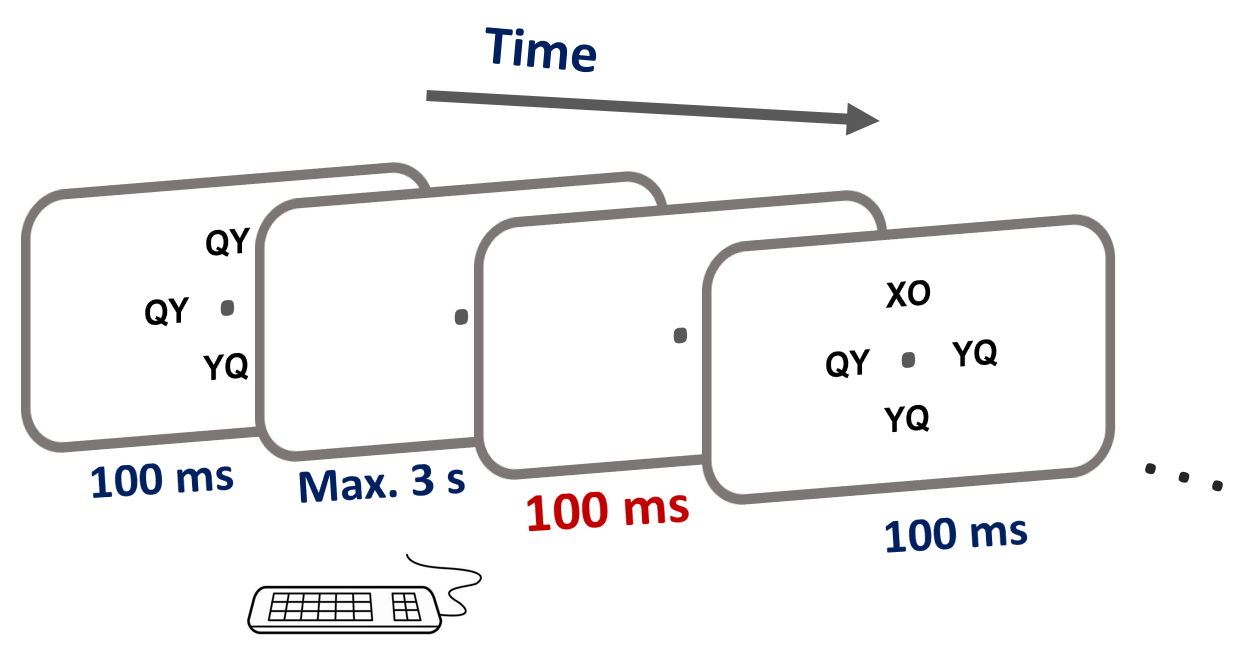 Time
QY
QY
YQ
XO
QY YQ
YQ
100 ms
Max. 3 s
100 ms
100 ms